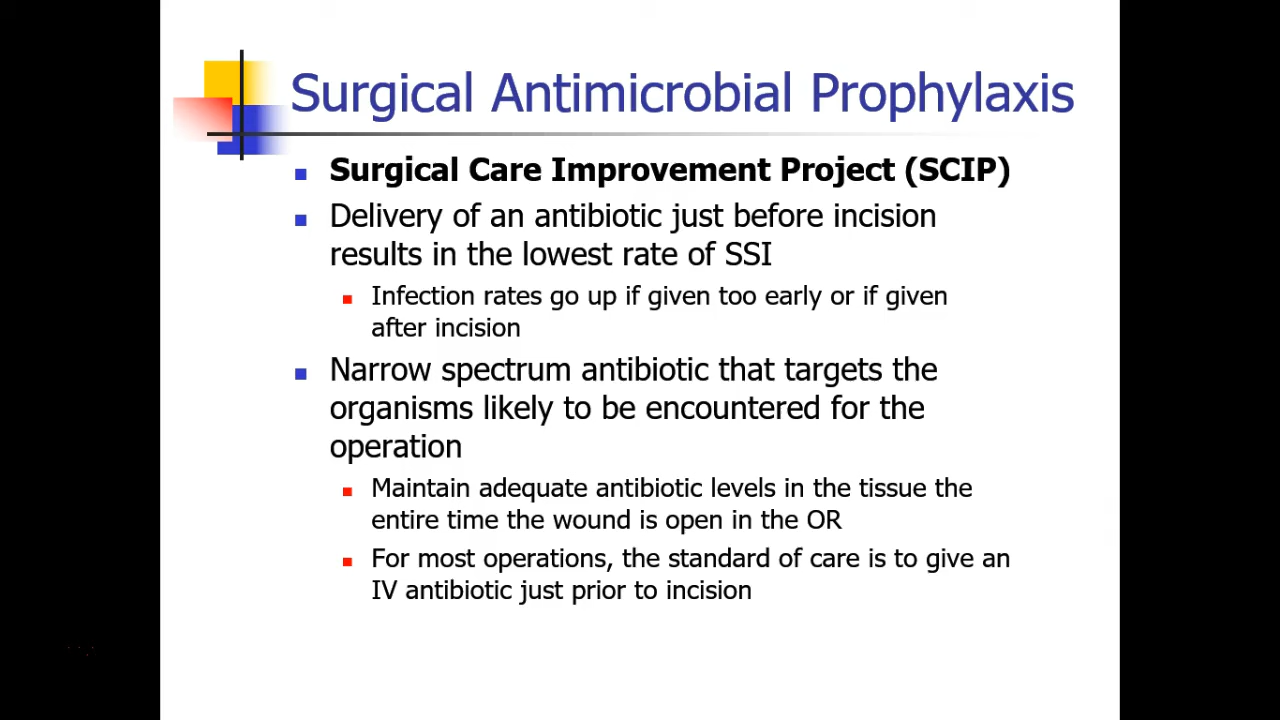 Surgical Antimicrobial Prophylaxis
Surgical Care Improvement Project (SCIP)
Delivery of an antibiotic just before incision
results in the lowest rate of SSI
Infection rates go up if given too early or if given
after incision
Narrow spectrum antibiotic that targets the
organisms likely to be encountered for the
operation
Maintain adequate antibiotic levels in the tissue the
entire time the wound is open in the OR
For most operations, the standard of care is to give an
IV antibiotic just prior to incision